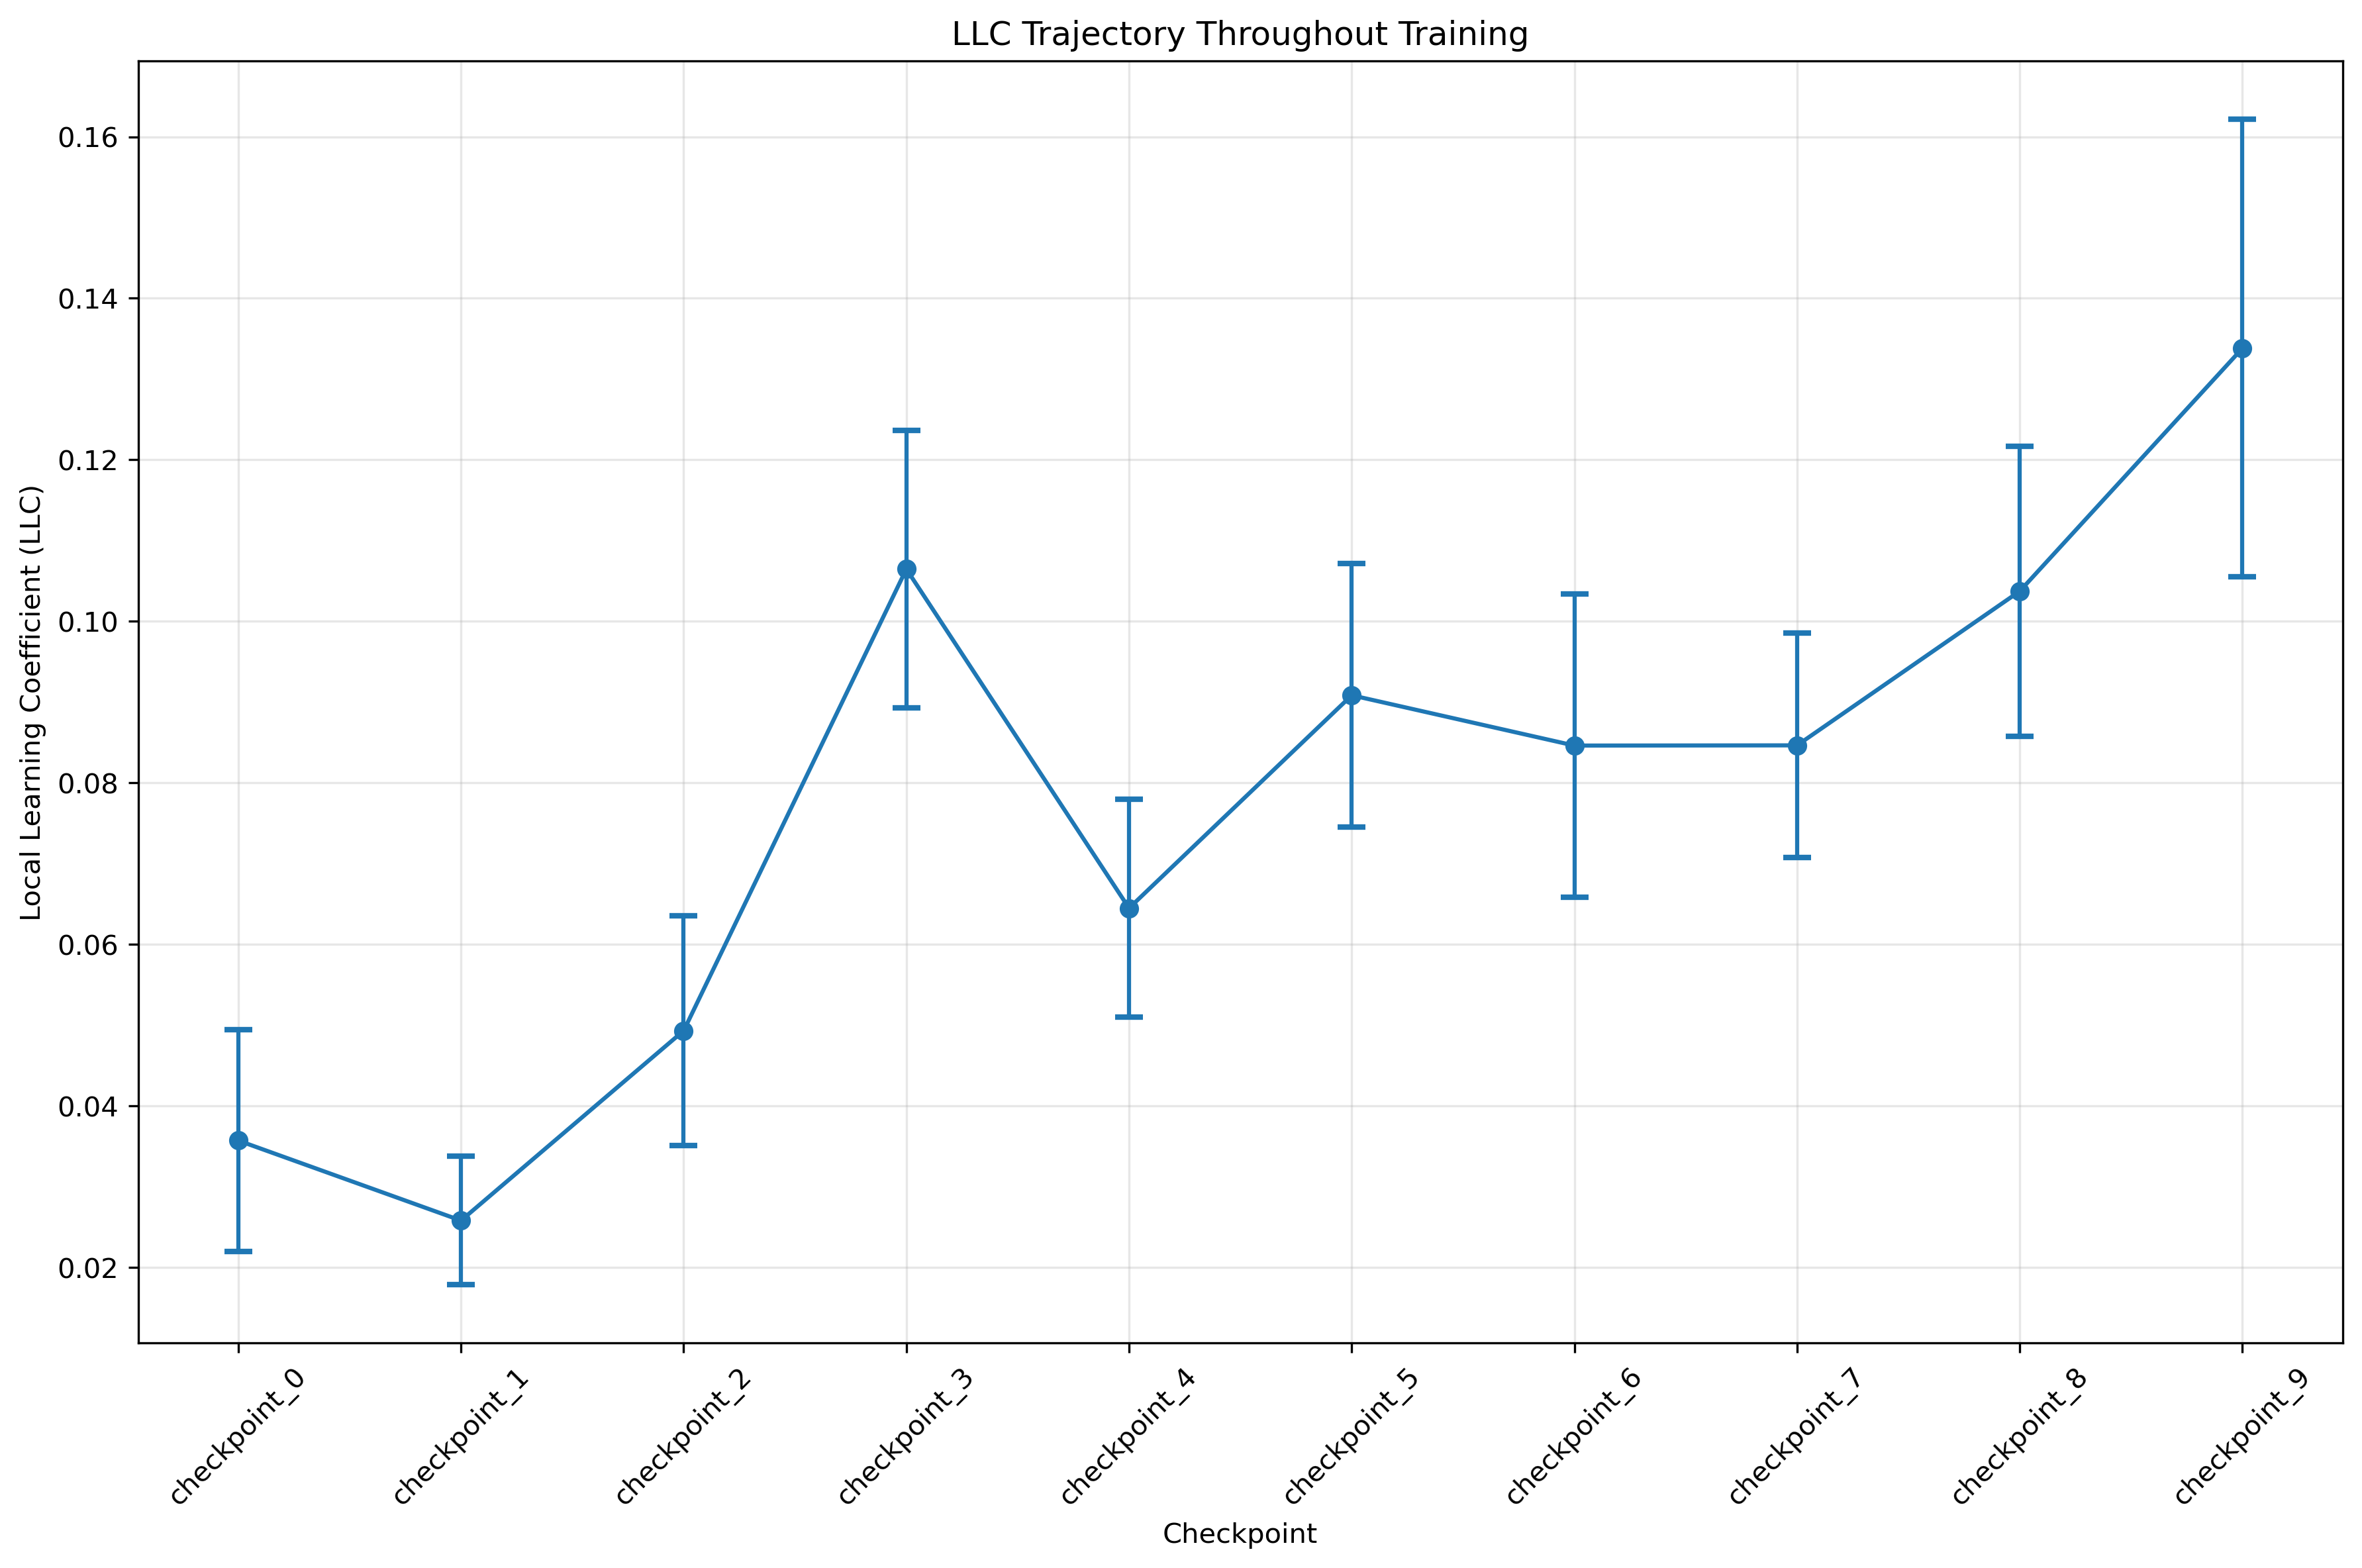 LLC Trajectory Throughout Training
Local Learning Coefficient (LLC)
0.16
0.14
0.12
0.10
0.08
0.06
0.04
0.02
checkpoint_0
checkpoint_1
checkpoint_2
checkpoint_3
checkpoint_4
checkpoint_5
checkpoint_6
checkpoint_7
checkpoint_8
checkpoint_9
Checkpoint